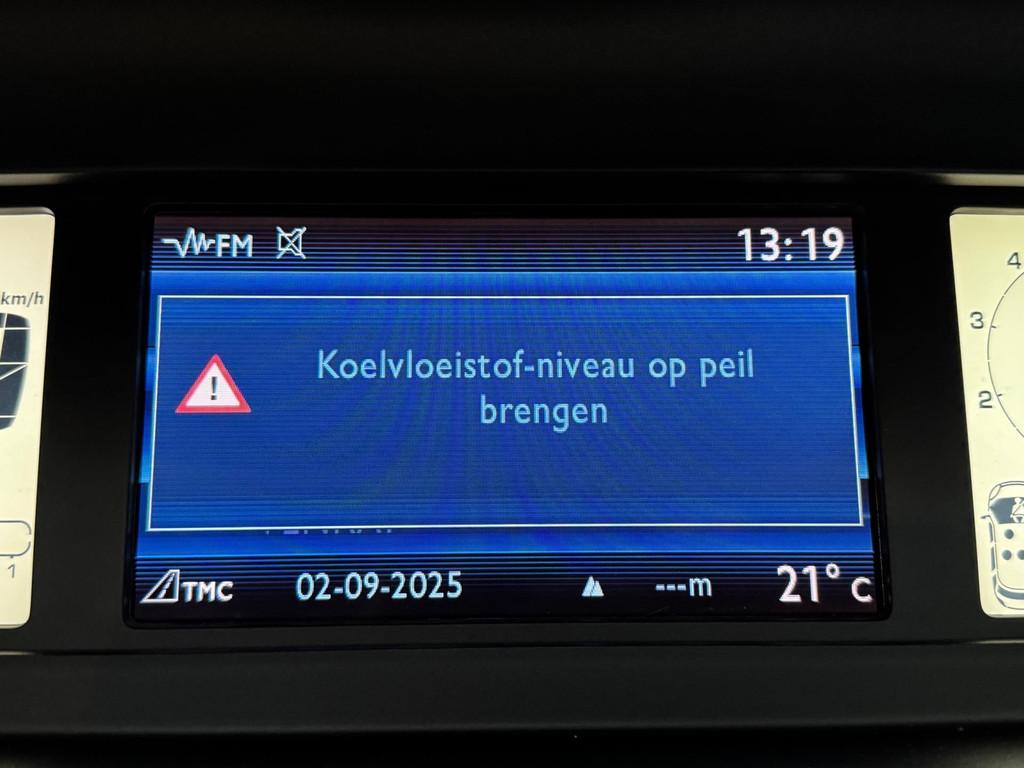 FM
13:19
km/h
4
3
2
Koelvloeistof-niveau op peil
brengen
1
TMC
02-09-2025
---m
21° c